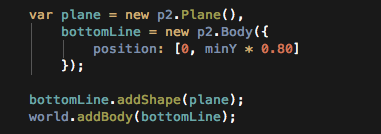 var plane = new p2.Plane(),
    bottomLine = new p2.Body({
        position: [0, minY * 0.80]
    });

bottomLine.addShape(plane);
world.addBody(bottomLine);